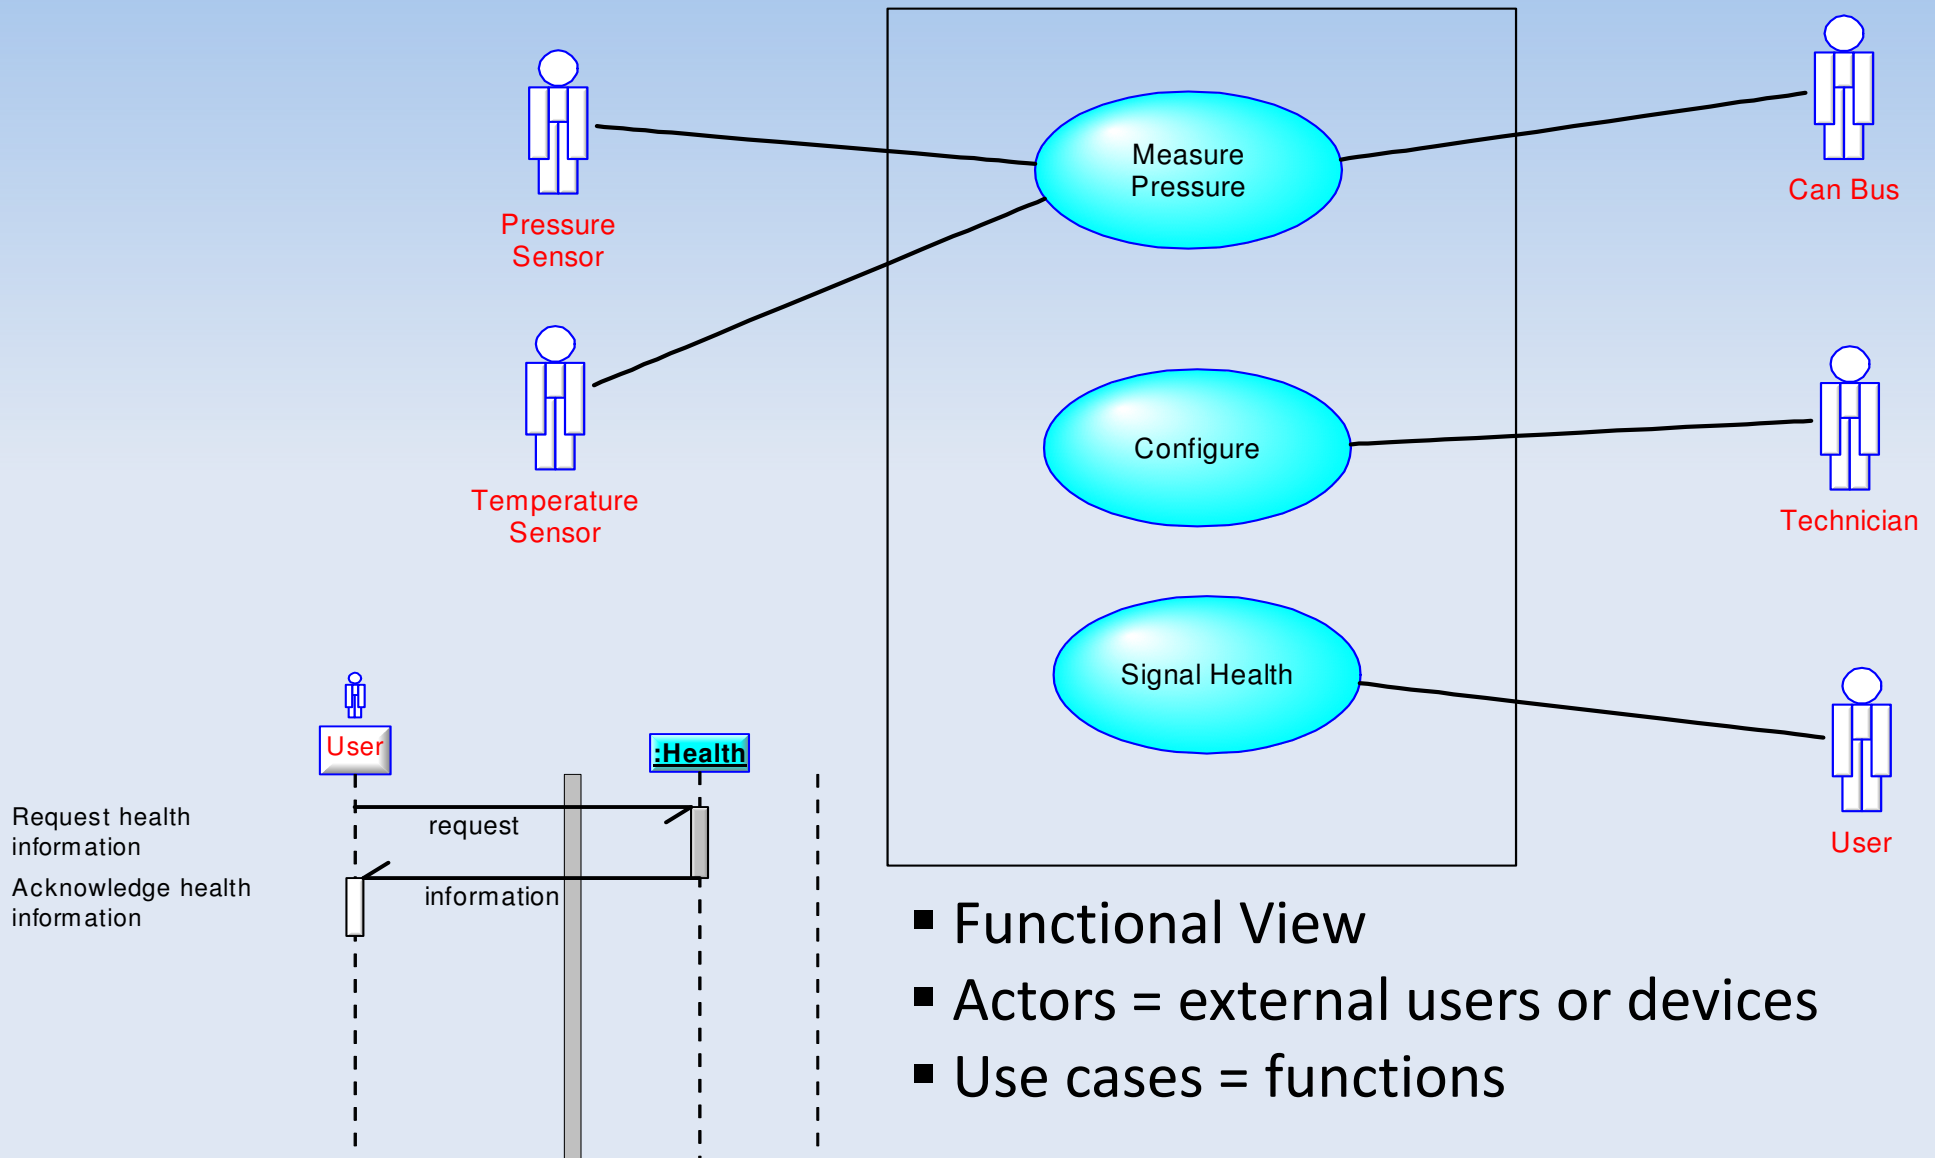 Measure
Pressure
Can Bus
Pressure
Sensor
Configure
Temperature
Sensor
Technician
Signal Health
User
User
:Health
Request health
information
request
Acknowledge health
information
information
▪ Functional View
▪ Actors = external users or devices
▪ Use cases = functions